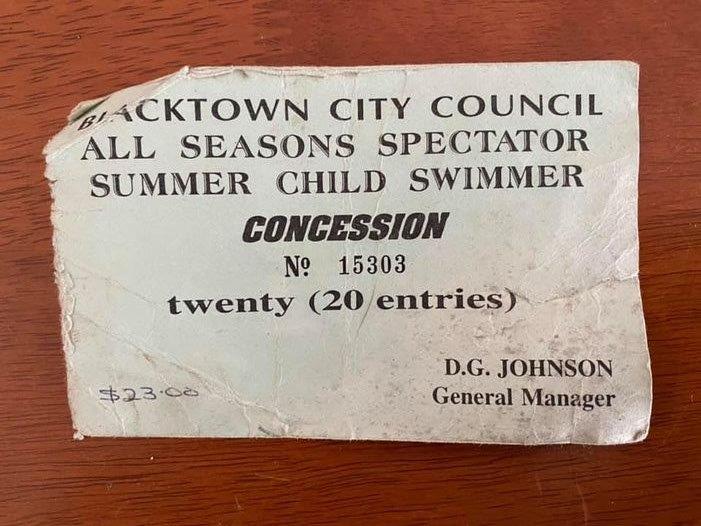 BLACKTOWN CITY COUNCIL
ALL SEASONS SPECTATOR
SUMMER CHILD SWIMMER
CONCESSION
Nº 15303
twenty (20 entries)
D.G. JOHNSON
General Manager
$23.00